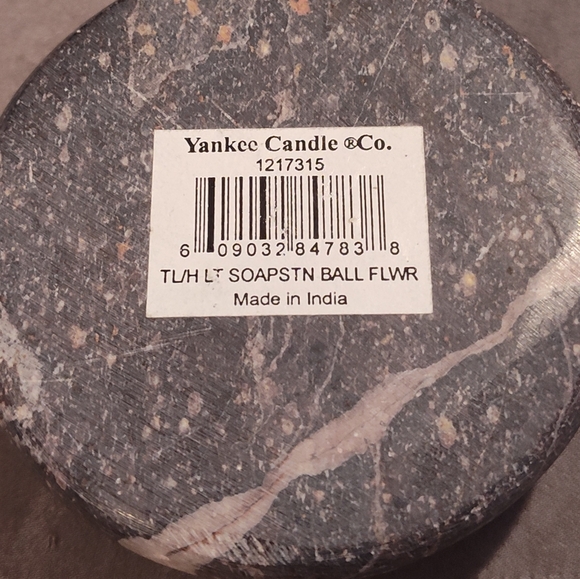 Yankee Candle ®Co.
1217315
6 09032 84783 8
TL/H LT SOAPSTN BALL FLWR
Made in India